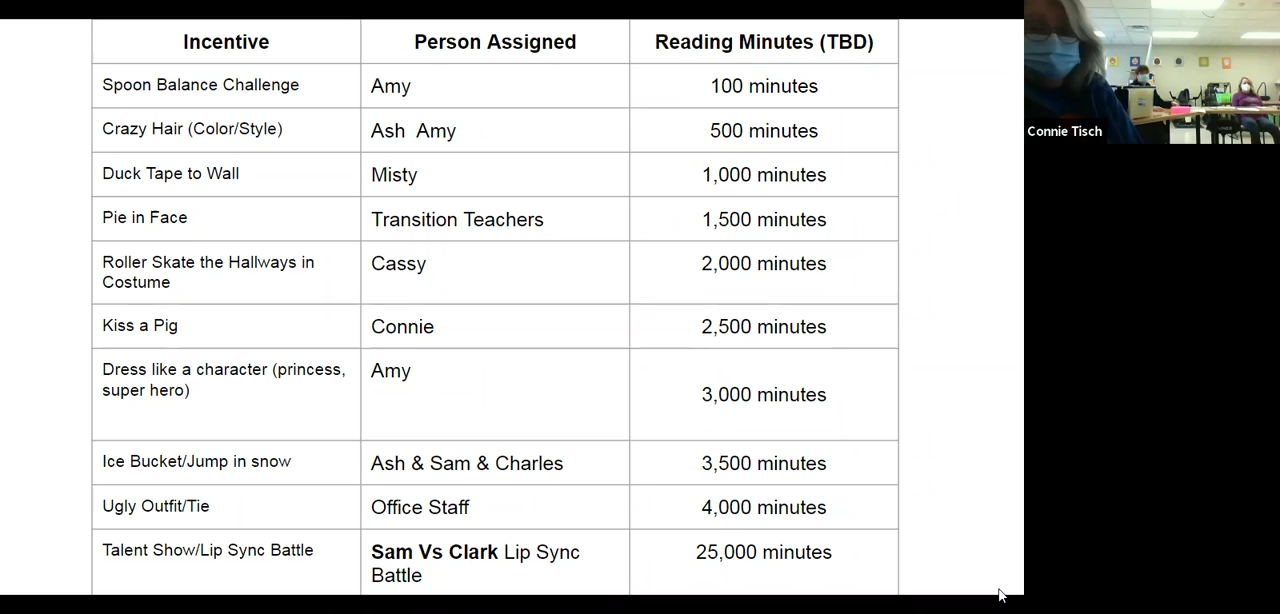 Incentive Person Assigned Reading Minutes (TBD)
Spoon Balance Challenge Amy 100 minutes
Crazy Hair (Color/Style) Ash  Amy 500 minutes
Duck Tape to Wall Misty 1,000 minutes
Pie in Face Transition Teachers 1,500 minutes
Roller Skate the Hallways in Cassy 2,000 minutes
Costume
Kiss a Pig Connie 2,500 minutes
Dress like a character (princess, Amy
super hero) 3,000 minutes
Ice Bucket/Jump in snow Ash & Sam & Charles 3,500 minutes
Ugly Outfit/Tie Office Staff 4,000 minutes
Talent Show/Lip Sync Battle Sam Vs Clark Lip Sync 25,000 minutes
Battle
Connie Tisch